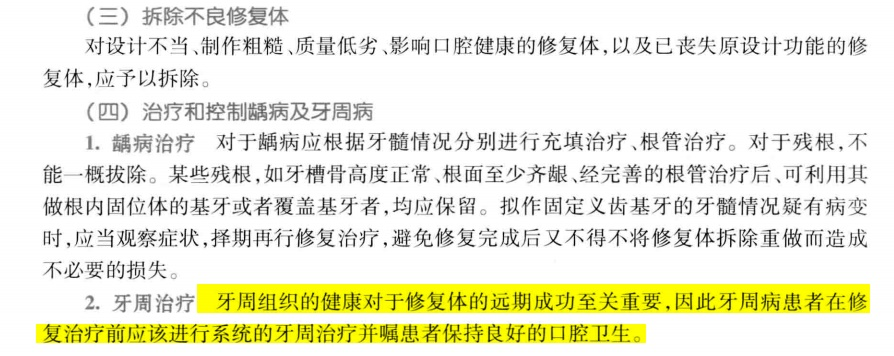 （三）拆除不良修复体
对设计不当、制作粗糙、质量低劣、影响口腔健康的修复体，以及已丧失原设计功能的修
复体，应予以拆除。
（四）治疗和控制龋病及牙周病
1. 龋病治疗 对于龋病应根据牙髓情况分别进行充填治疗、根管治疗。对于残根，不
能一概拔除。某些残根，如牙槽骨高度正常、根面至少齐龈、经完善的根管治疗后、可利用其
做根内固位体的基牙或者覆盖基牙者，均应保留。拟作固定义齿基牙的牙髓情况疑有病变
时，应当观察症状，择期再行修复治疗，避免修复完成后又不得不将修复体拆除重做而造成
不必要的损失。
2. 牙周治疗 牙周组织的健康对于修复体的远期成功至关重要，因此牙周病患者在修
复治疗前应该进行系统的牙周治疗并嘱患者保持良好的口腔卫生。